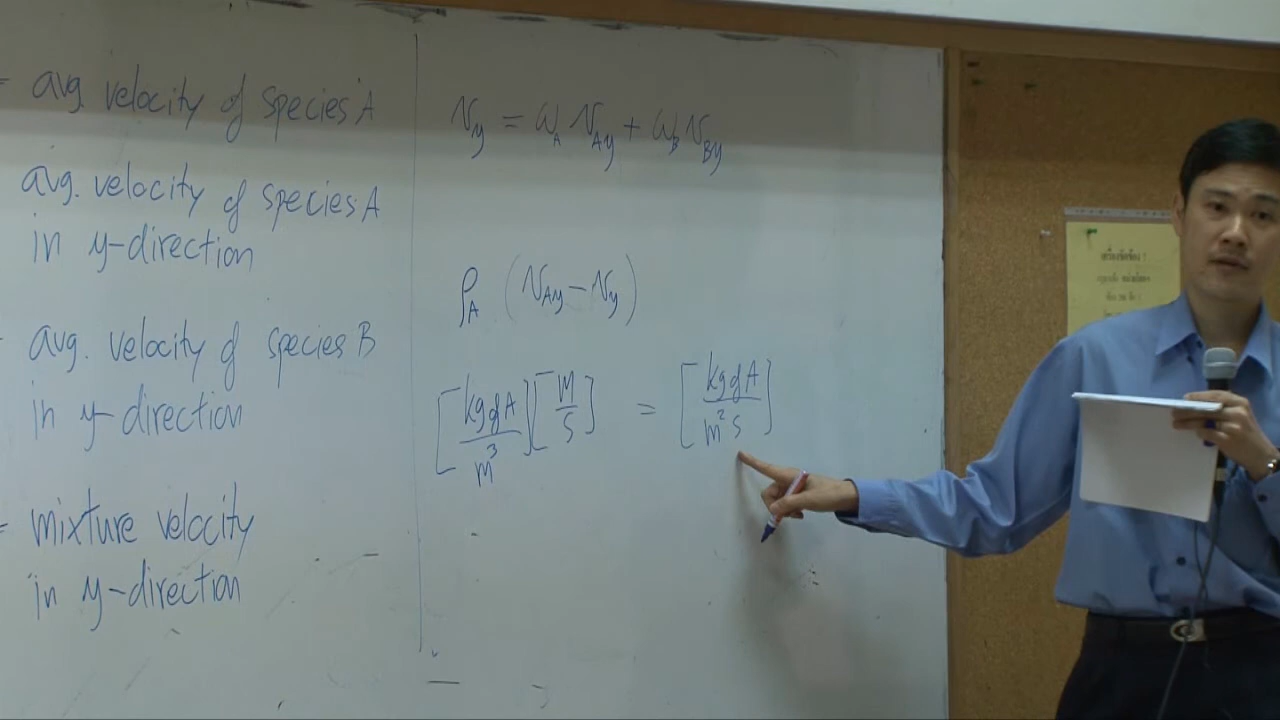 = avg. velocity of species A
avg. velocity of species A
in y-direction
avg. velocity of species B
in y-direction
= mixture velocity
in y-direction
v_y = ω_A v_Ay + ω_B v_By
ρ_A (v_Ay − v_y)
[kg of A / m³] [m / s] = [kg of A / m² s]